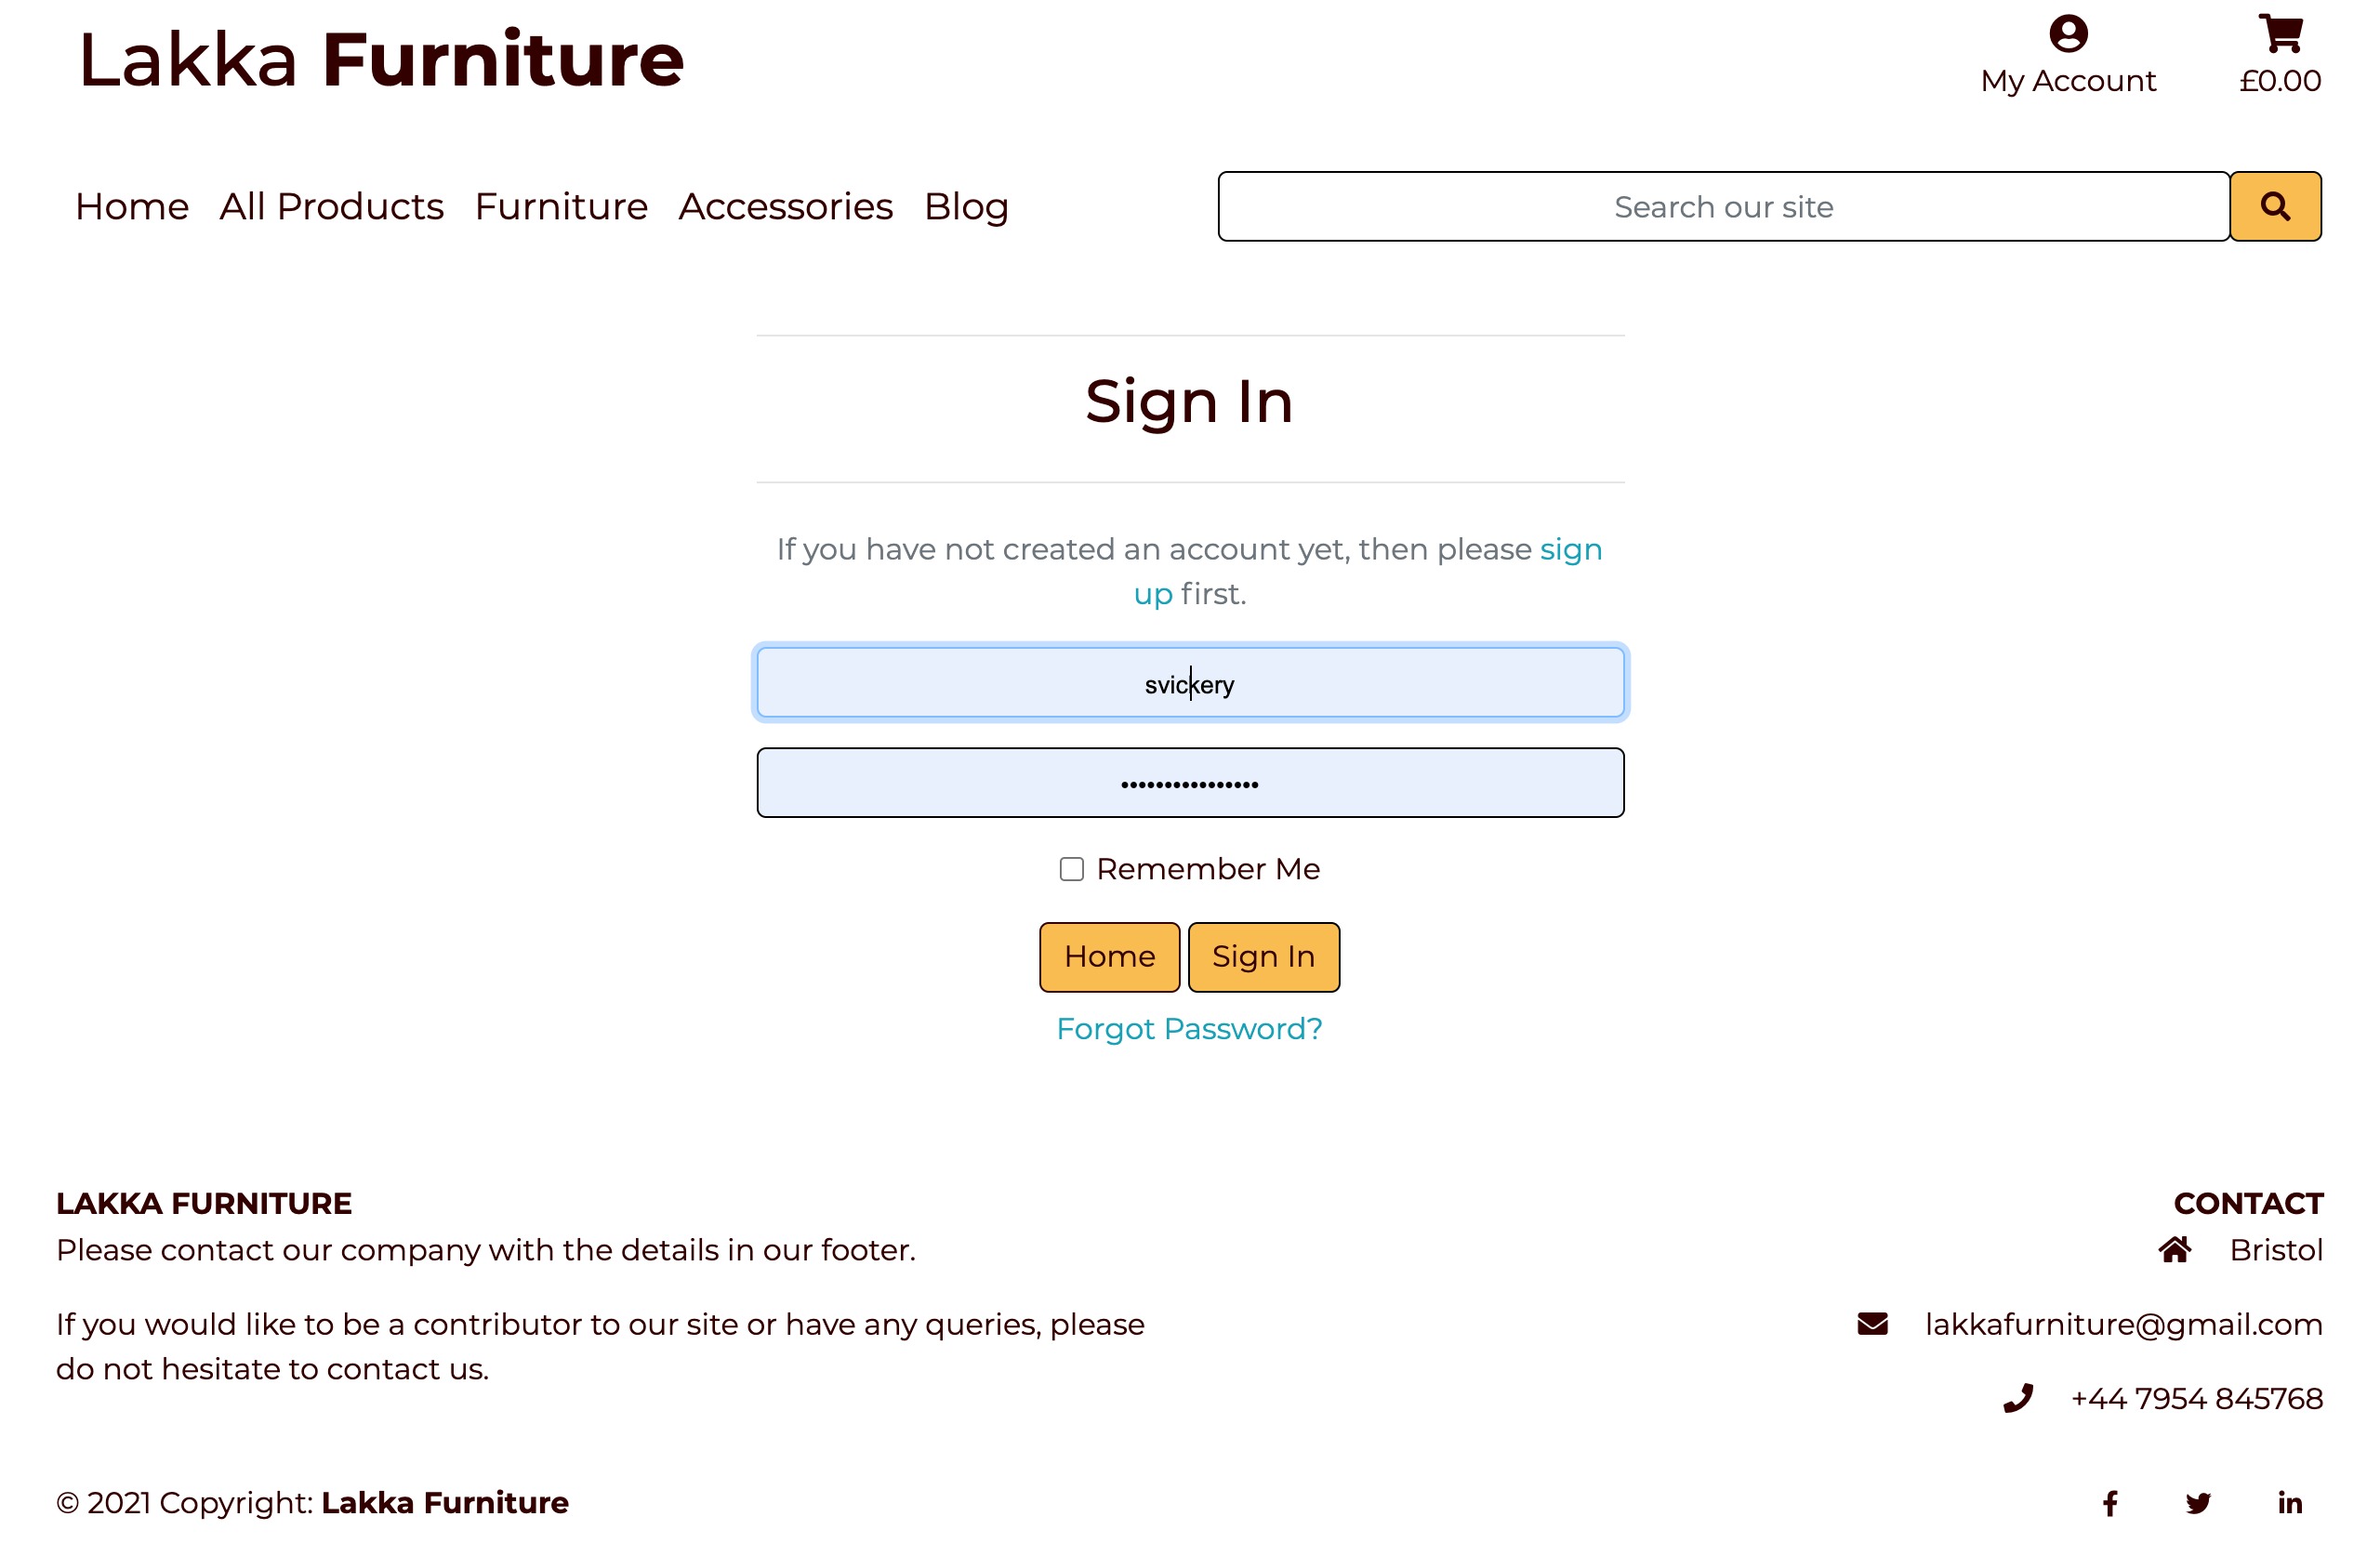 Lakka Furniture
My Account
£0.00
Home All Products Furniture Accessories Blog
Search our site
Sign In
If you have not created an account yet, then please sign
up first.
svickery
••••••••••••••••
Remember Me
Home Sign In
Forgot Password?
LAKKA FURNITURE
Please contact our company with the details in our footer.
If you would like to be a contributor to our site or have any queries, please
do not hesitate to contact us.
CONTACT
Bristol
lakkafurniture@gmail.com
+44 7954 845768
© 2021 Copyright: Lakka Furniture